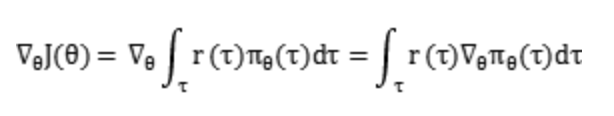 ∇θJ(θ) = ∇θ ∫τ r (τ)πθ(τ)dτ = ∫τ r (τ)∇θπθ(τ)dτ